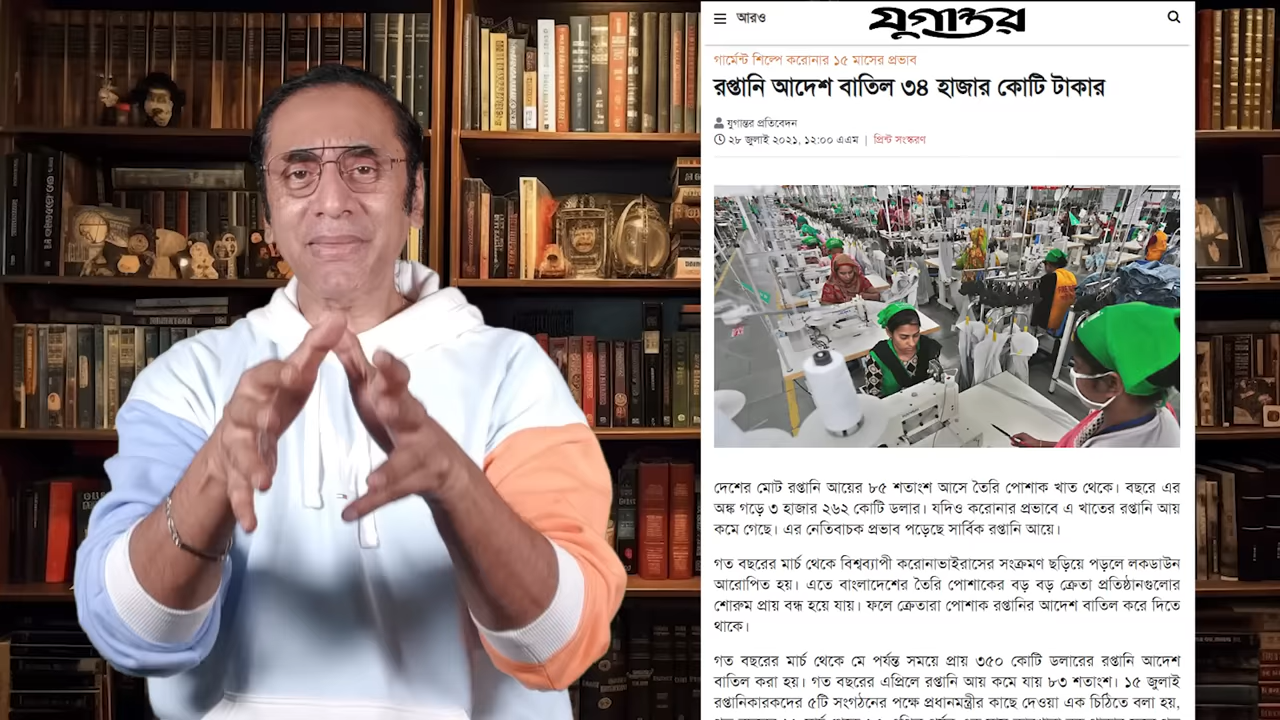 আরও
যুগান্তর
গার্মেন্ট শিল্পে করোনার ১৫ মাসের প্রভাব
রপ্তানি আদেশ বাতিল ৩৪ হাজার কোটি টাকার
যুগান্তর প্রতিবেদন
২৮ জুলাই ২০২১, ১২:০০ এএম | প্রিন্ট সংস্করণ
দেশের মোট রপ্তানি আয়ের ৮৫ শতাংশ আসে তৈরি পোশাক খাত থেকে। বছরে এর
অঙ্ক গড়ে ৩ হাজার ২৬২ কোটি ডলার। যদিও করোনার প্রভাবে এ খাতের রপ্তানি আয়
কমে গেছে। এর নেতিবাচক প্রভাব পড়েছে সার্বিক রপ্তানি আয়ে।
গত বছরের মার্চ থেকে বিশ্বব্যাপী করোনাভাইরাসের সংক্রমণ ছড়িয়ে পড়লে লকডাউন
আরোপিত হয়। এতে বাংলাদেশের তৈরি পোশাকের বড় বড় ক্রেতা প্রতিষ্ঠানগুলোর
শোরুম প্রায় বন্ধ হয়ে যায়। ফলে ক্রেতারা পোশাক রপ্তানির আদেশ বাতিল করে দিতে
থাকে।
গত বছরের মার্চ থেকে মে পর্যন্ত সময়ে প্রায় ৩৫০ কোটি ডলারের রপ্তানি আদেশ
বাতিল করা হয়। গত বছরের এপ্রিলে রপ্তানি আয় কমে যায় ৮৩ শতাংশ। ১৫ জুলাই
রপ্তানিকারকদের ৫টি সংগঠনের পক্ষে প্রধানমন্ত্রীর কাছে দেওয়া এক চিঠিতে বলা হয়,